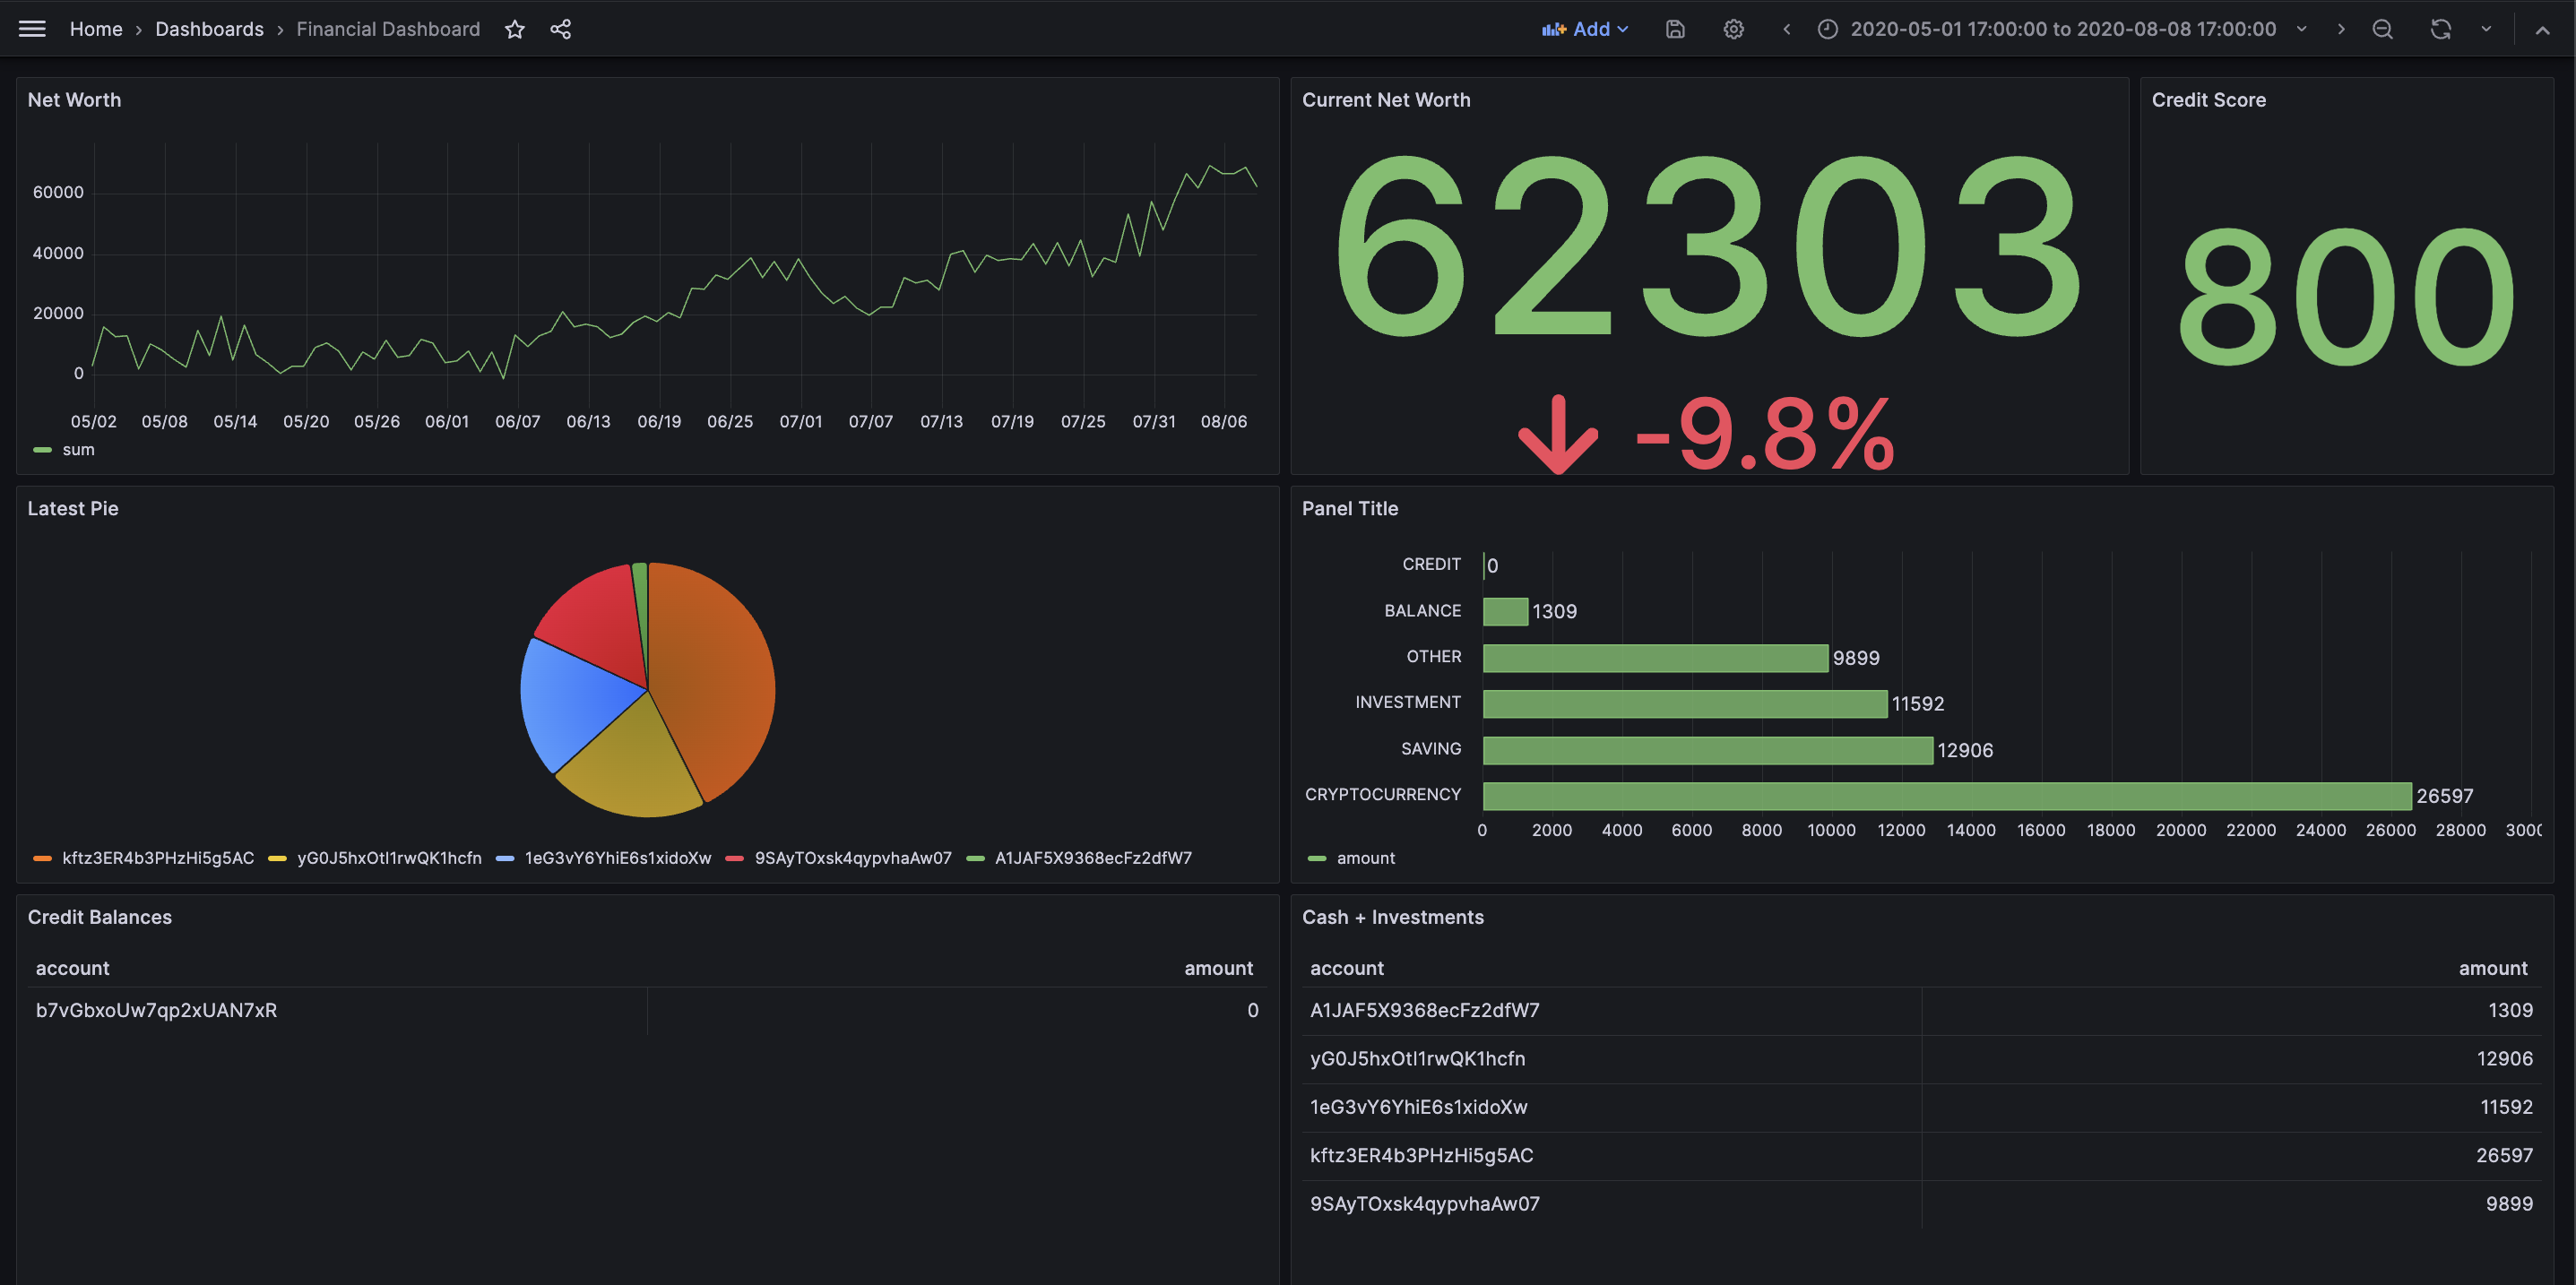 Home › Dashboards › Financial Dashboard
Add
2020-05-01 17:00:00 to 2020-08-08 17:00:00
Net Worth
60000
40000
20000
0
05/02 05/08 05/14 05/20 05/26 06/01 06/07 06/13 06/19 06/25 07/01 07/07 07/13 07/19 07/25 07/31 08/06
sum
Current Net Worth
62303
-9.8%
Credit Score
800
Latest Pie
kftz3ER4b3PHzHi5g5AC yG0J5hxOtl1rwQK1hcfn 1eG3vY6YhiE6s1xidoXw 9SAyTOxsk4qypvhaAw07 A1JAF5X9368ecFz2dfW7
Panel Title
CREDIT 0
BALANCE 1309
OTHER 9899
INVESTMENT 11592
SAVING 12906
CRYPTOCURRENCY 26597
0 2000 4000 6000 8000 10000 12000 14000 16000 18000 20000 22000 24000 26000 28000
amount
Credit Balances
account amount
b7vGbxoUw7qp2xUAN7xR 0
Cash + Investments
account amount
A1JAF5X9368ecFz2dfW7 1309
yG0J5hxOtl1rwQK1hcfn 12906
1eG3vY6YhiE6s1xidoXw 11592
kftz3ER4b3PHzHi5g5AC 26597
9SAyTOxsk4qypvhaAw07 9899